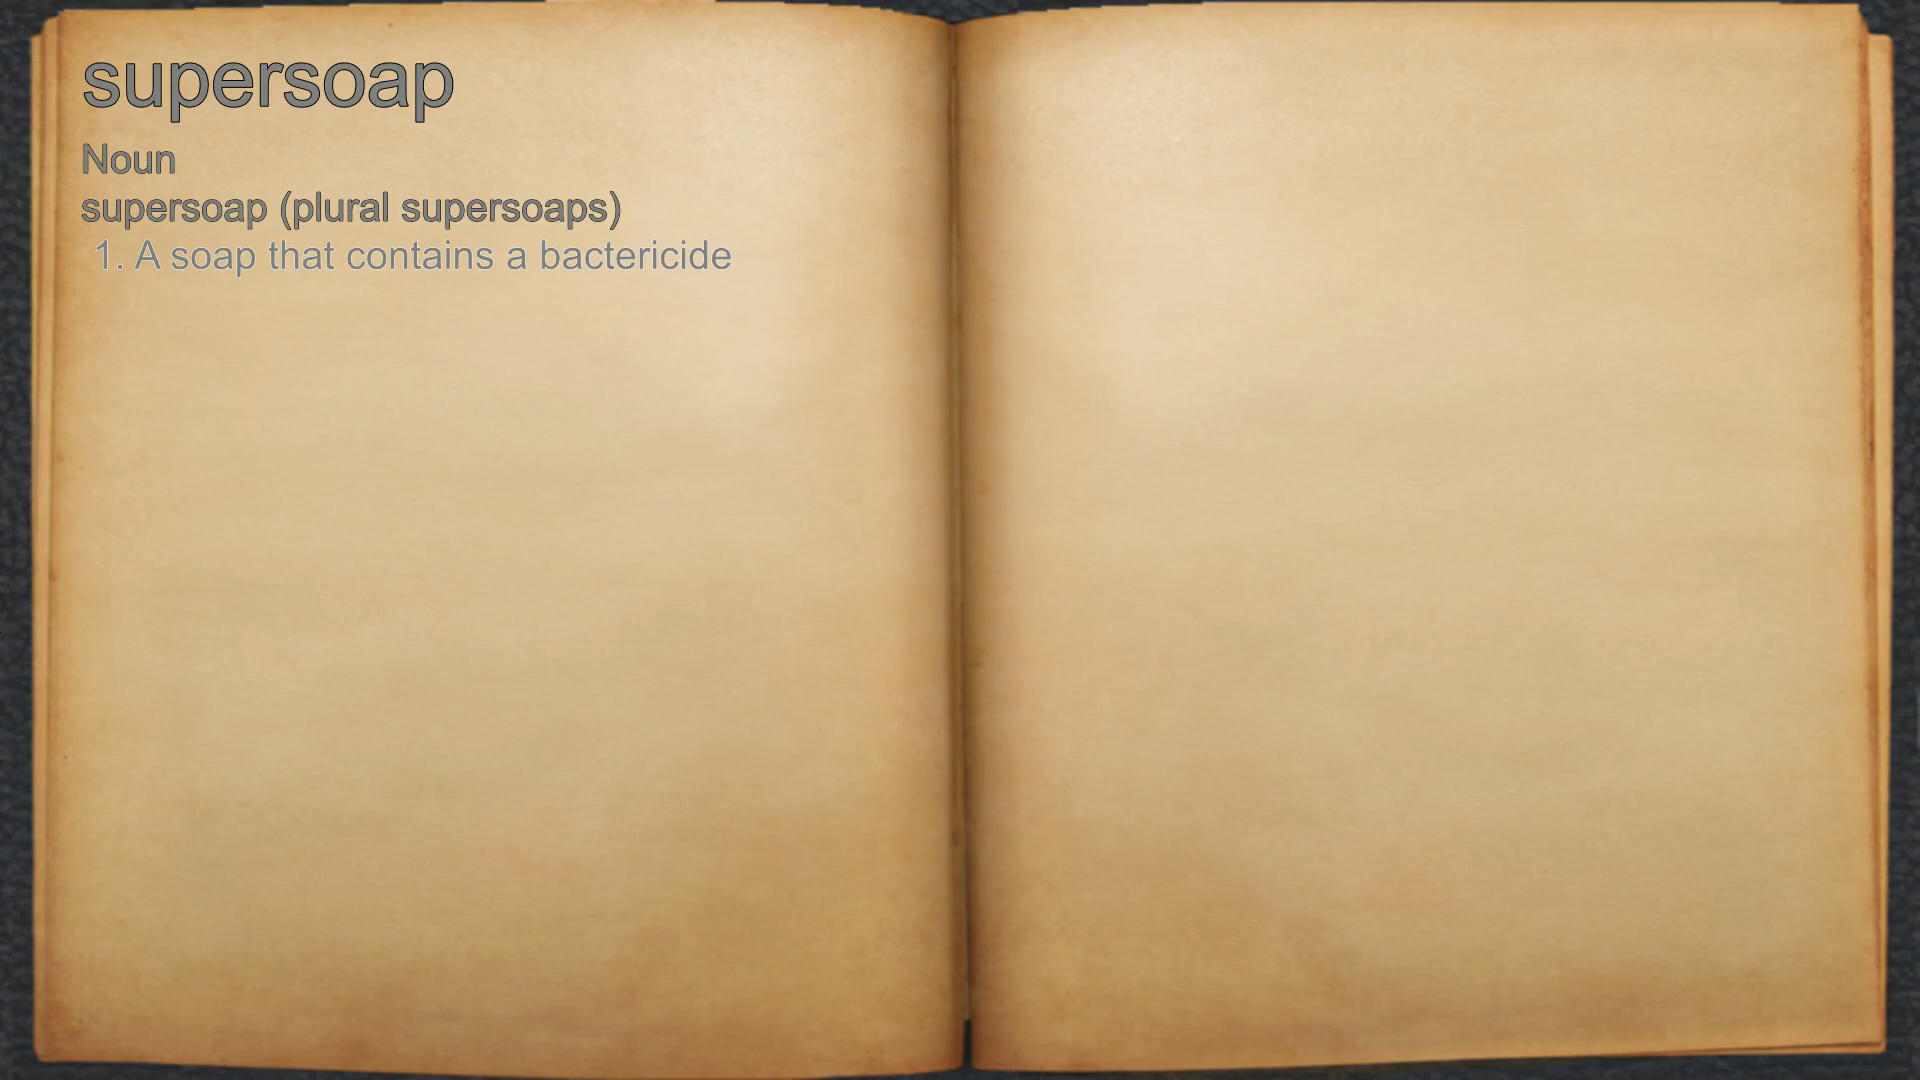 supersoap
Noun
supersoap (plural supersoaps)
1. A soap that contains a bactericide